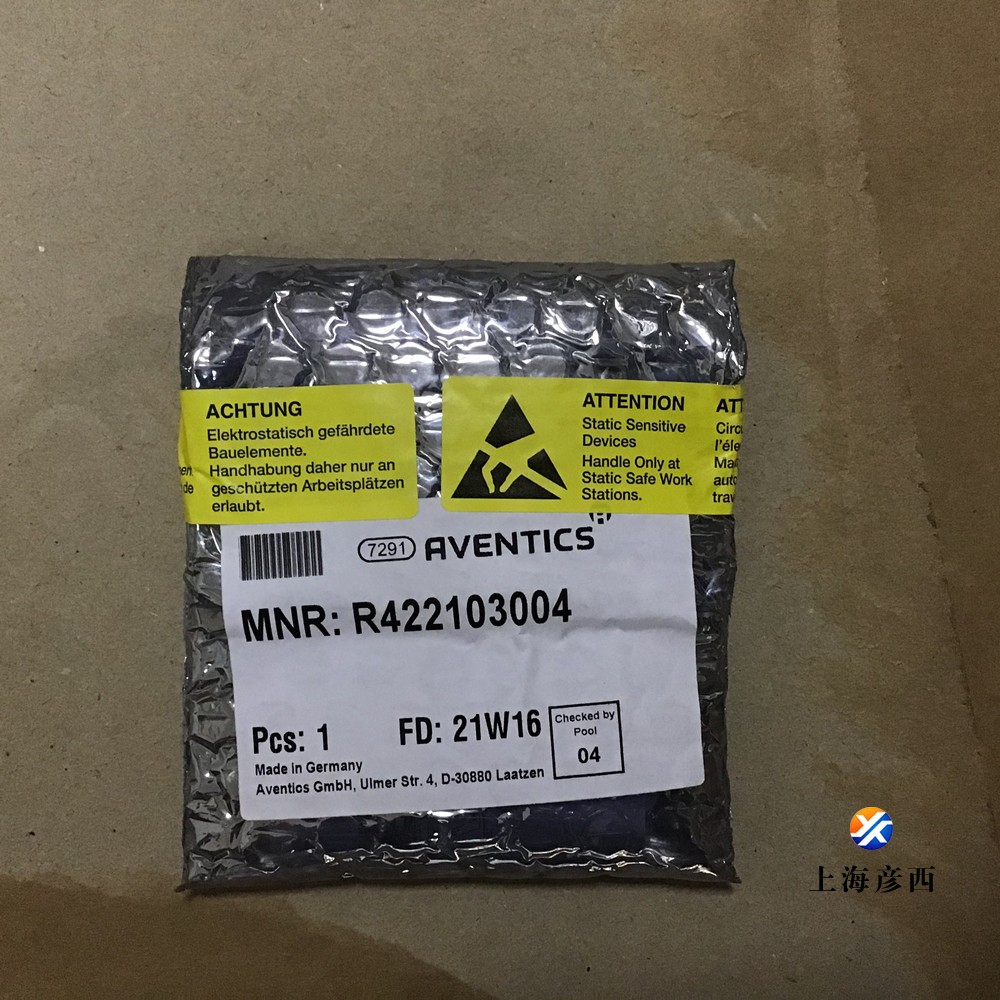 ACHTUNG
Elektrostatisch gefährdete
Bauelemente.
Handhabung daher nur an
geschützten Arbeitsplätzen
erlaubt.
ATTENTION
Static Sensitive
Devices
Handle Only at
Static Safe Work
Stations.
7291 AVENTICS
MNR: R422103004
Pcs: 1 FD: 21W16
Checked by
Pool
04
Made in Germany
Aventics GmbH, Ulmer Str. 4, D-30880 Laatzen
上海彦西